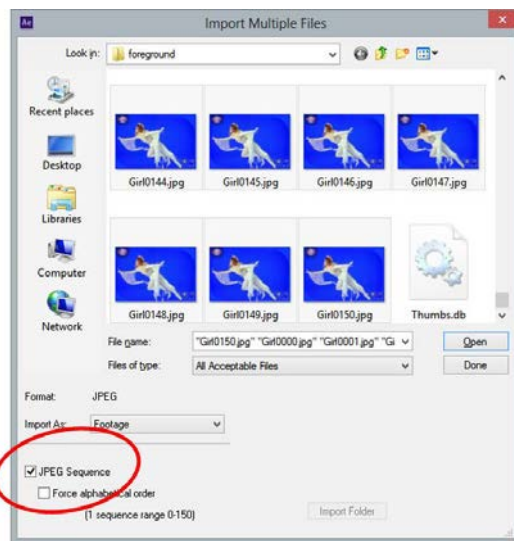 Ae Import Multiple Files
Look in: foreground
Recent places
Desktop
Libraries
Computer
Network
Girl0144.jpg Girl0145.jpg Girl0146.jpg Girl0147.jpg
Girl0148.jpg Girl0149.jpg Girl0150.jpg Thumbs.db
File name: "Girl0150.jpg" "Girl0000.jpg" "Girl0001.jpg" "Gi Open
Files of type: All Acceptable Files Done
Format: JPEG
Import As: Footage
JPEG Sequence
Force alphabetical order
(1 sequence range 0-150) Import Folder